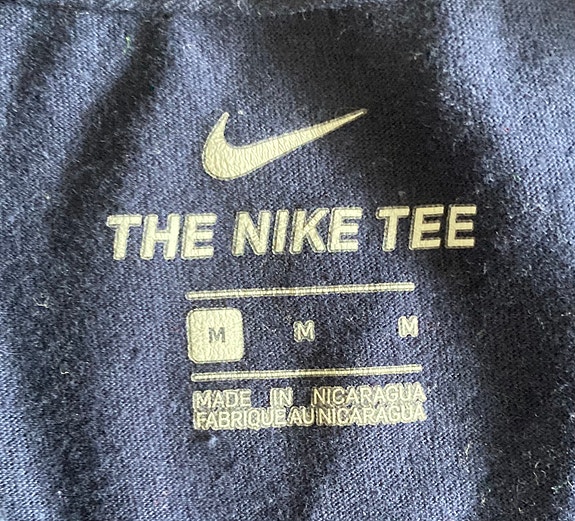 THE NIKE TEE
M M M
MADE IN NICARAGUA
FABRIQUE AU NICARAGUA